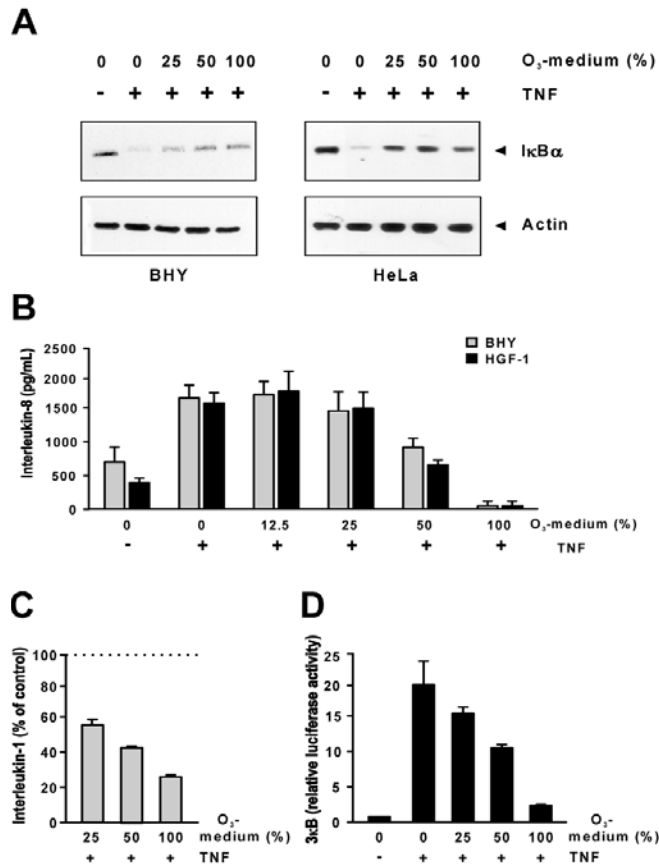 A
0 0 25 50 100 0 0 25 50 100 O₃-medium (%)
- + + + + - + + + + TNF
IκBα
Actin
BHY HeLa
B
Interleukin-8 (pg/mL)
2500
2000
1500
1000
500
0
BHY
HGF-1
0 0 12.5 25 50 100 O₃-medium (%)
- + + + + + TNF
C
Interleukin-1 (% of control)
100
80
60
40
20
0
O₃-
25 50 100 medium (%)
+ + + TNF
D
3κB (relative luciferase activity)
25
20
15
10
5
0
O₃-
0 0 25 50 100 medium (%)
- + + + + TNF